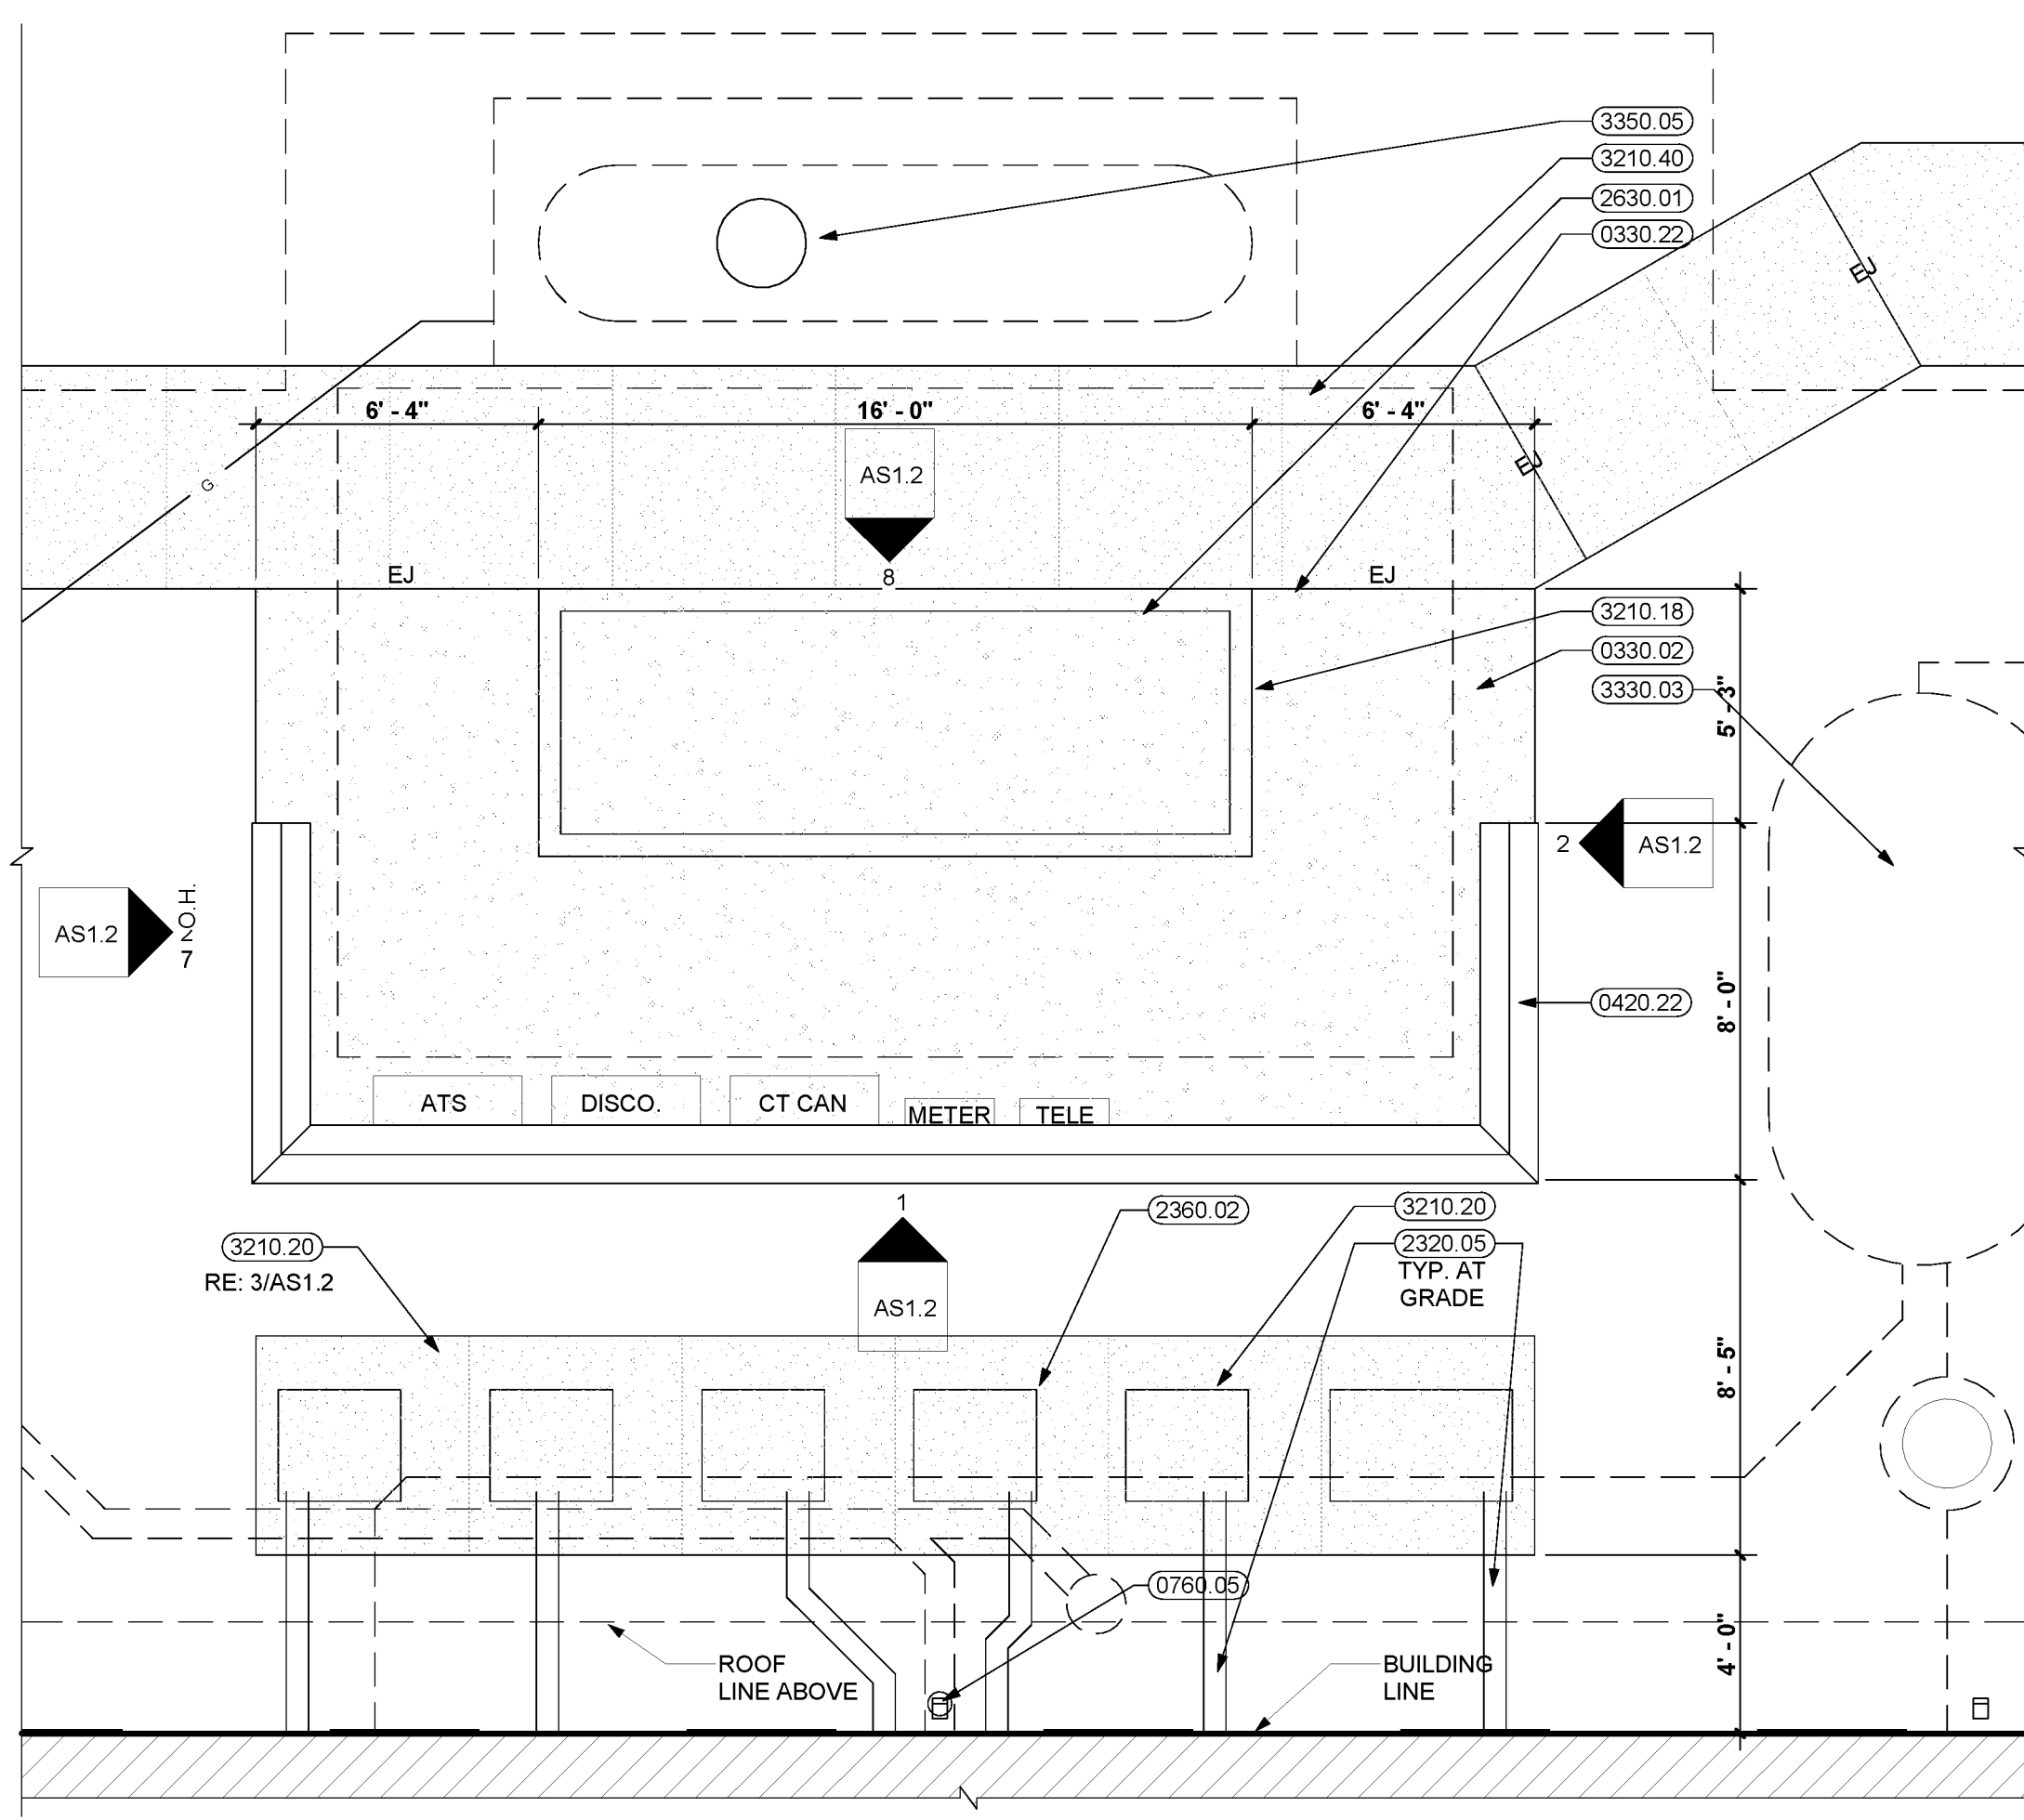 3350.05
3210.40
2630.01
0330.22
EJ
6' - 4"
16' - 0"
6' - 4"
AS1.2
8
G
EJ
EJ
EJ
3210.18
0330.02
3330.03
5' - 3"
2
AS1.2
AS1.2
O.H.
2
7
0420.22
8' - 0"
ATS
DISCO.
CT CAN
METER
TELE
1
AS1.2
2360.02
3210.20
2320.05
TYP. AT
GRADE
3210.20
RE: 3/AS1.2
8' - 5"
0760.05
ROOF
LINE ABOVE
BUILDING
LINE
4' - 0"